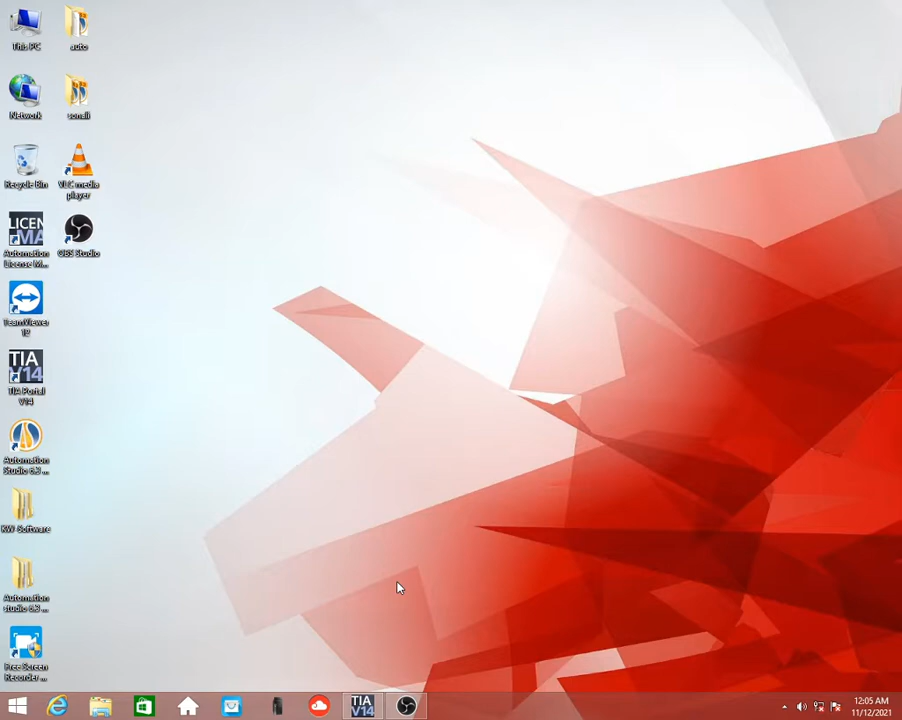 This PC
auto
Network
sonali
Recycle Bin
VLC media
player
LICEN
MA
Automation
License M...
OBS Studio
TeamViewer
12
TIA
V14
TIA Portal
V14
Automation
Studio 6.3 ...
KW-Software
Automation
studio 6.3 ...
Free Screen
Recorder ...
TIA
V14
12:05 AM
11/12/2021